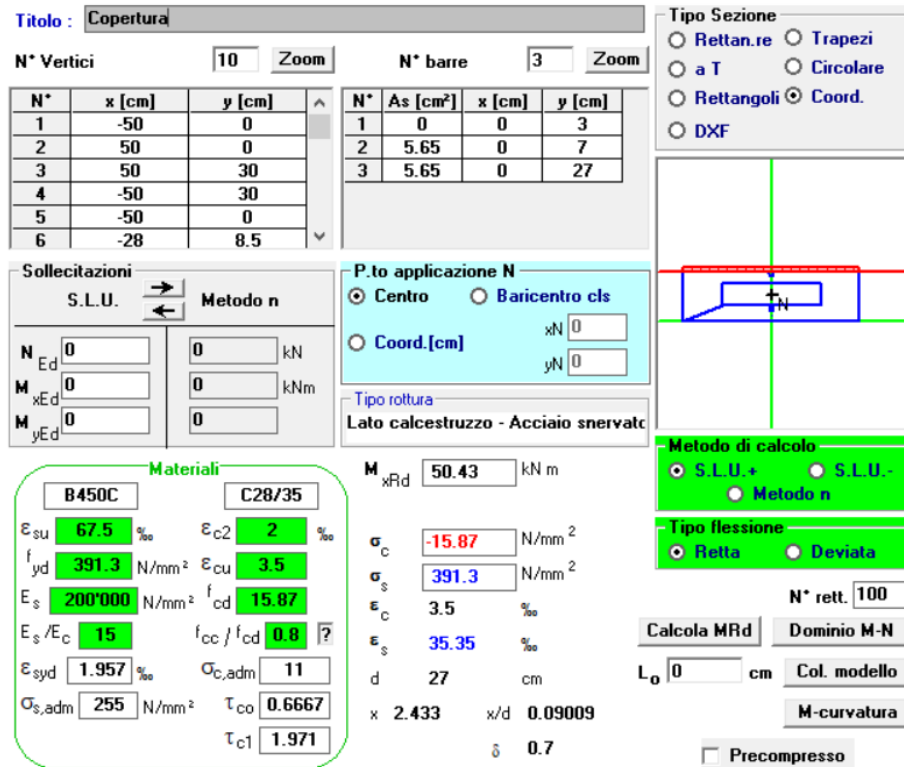 Titolo : Copertura
N° Vertici 10 Zoom N° barre 3 Zoom
N° x [cm] y [cm]
1 -50 0
2 50 0
3 50 30
4 -50 30
5 -50 0
6 -28 8.5
N° As [cm²] x [cm] y [cm]
1 0 0 3
2 5.65 0 7
3 5.65 0 27
Tipo Sezione
Rettan.re Trapezi
a T Circolare
Rettangoli Coord.
DXF
N
Sollecitazioni
S.L.U. Metodo n
N Ed 0 0 kN
M xEd 0 0 kNm
M yEd 0 0
P.to applicazione N
Centro Baricentro cls
Coord.[cm] xN 0
yN 0
Tipo rottura
Lato calcestruzzo - Acciaio snervato
Metodo di calcolo
S.L.U.+ S.L.U.-
Metodo n
Tipo flessione
Retta Deviata
Materiali
B450C C28/35
εsu 67.5 ‰ εc2 2 ‰
fyd 391.3 N/mm² εcu 3.5
Es 200'000 N/mm² fcd 15.87
Es/Ec 15 fcc / fcd 0.8 ?
εsyd 1.957 ‰ σc,adm 11
σs,adm 255 N/mm² τco 0.6667
τc1 1.971
M xRd 50.43 kN m
σc -15.87 N/mm²
σs 391.3 N/mm²
εc 3.5 ‰
εs 35.35 ‰
d 27 cm
x 2.433 x/d 0.09009
δ 0.7
N° rett. 100
Calcola MRd Dominio M-N
Lo 0 cm Col. modello
M-curvatura
Precompresso